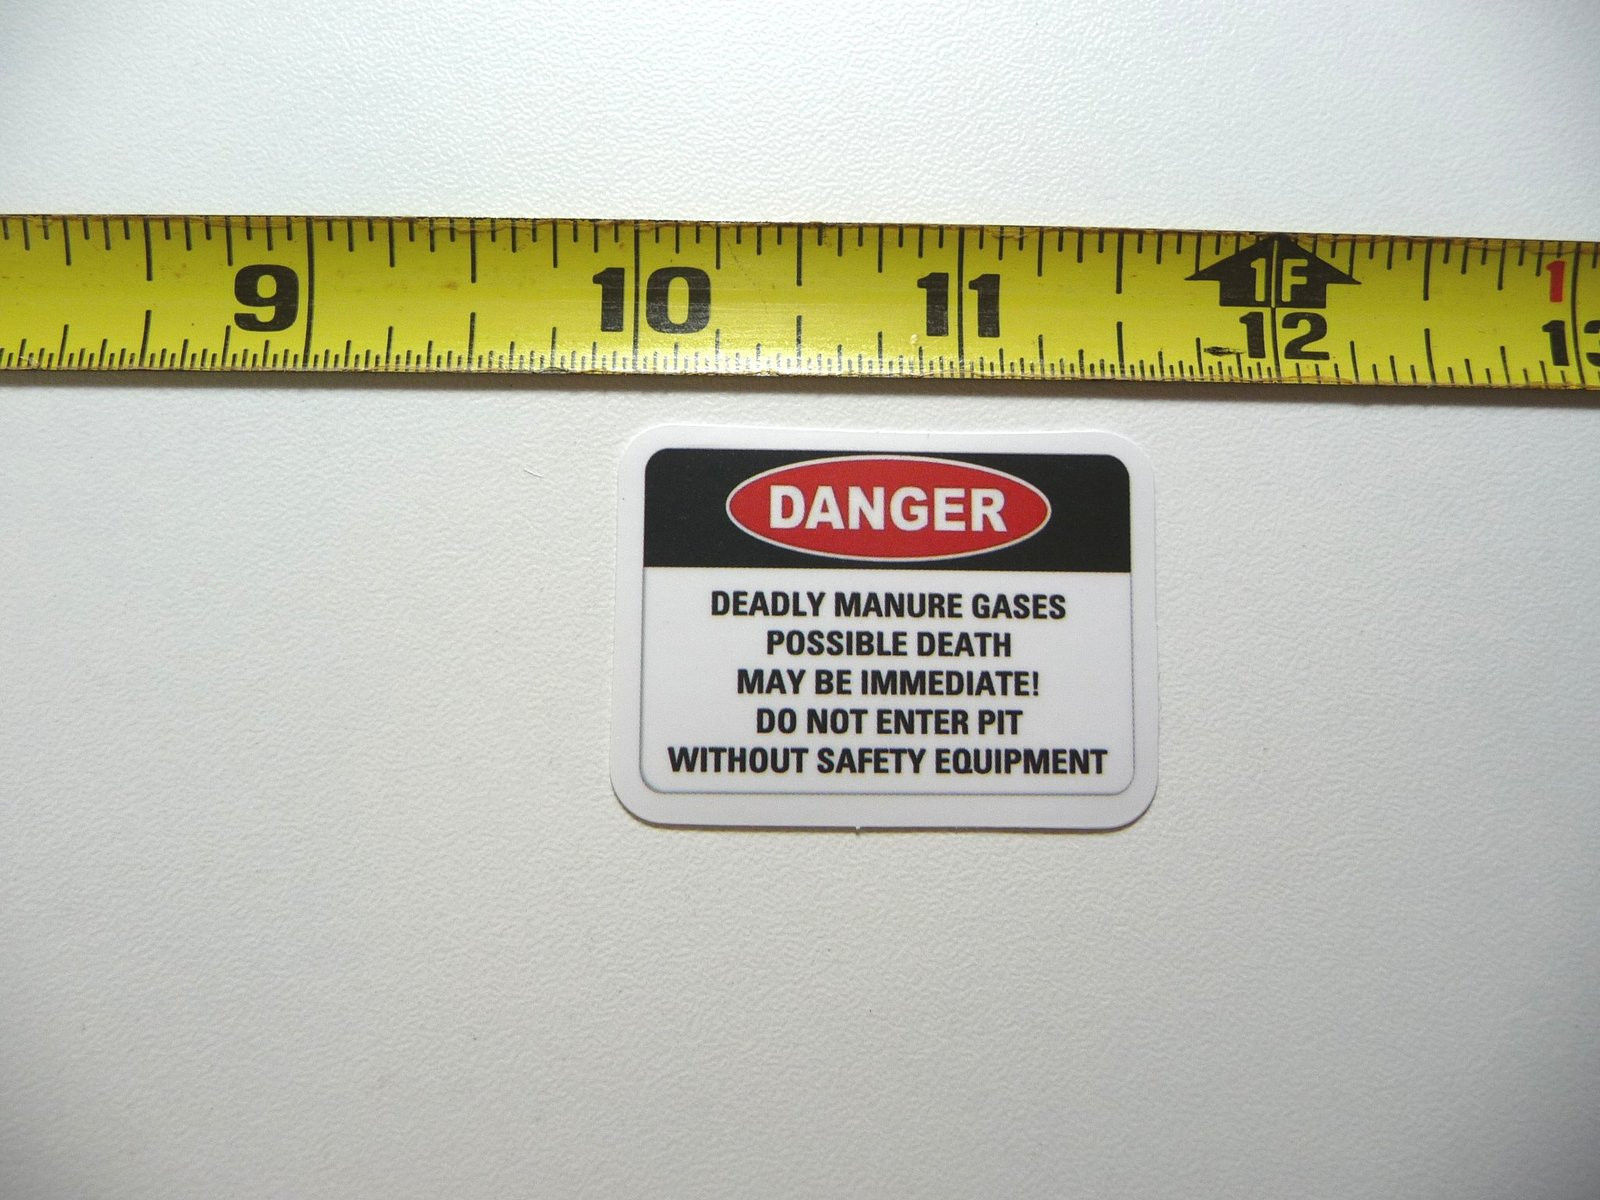 9 10 11 1F 1
12 13
DANGER
DEADLY MANURE GASES
POSSIBLE DEATH
MAY BE IMMEDIATE!
DO NOT ENTER PIT
WITHOUT SAFETY EQUIPMENT